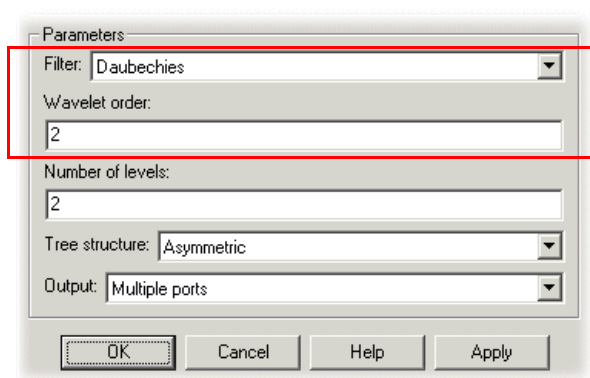 Parameters
Filter: Daubechies
Wavelet order:
2
Number of levels:
2
Tree structure: Asymmetric
Output: Multiple ports
OK Cancel Help Apply